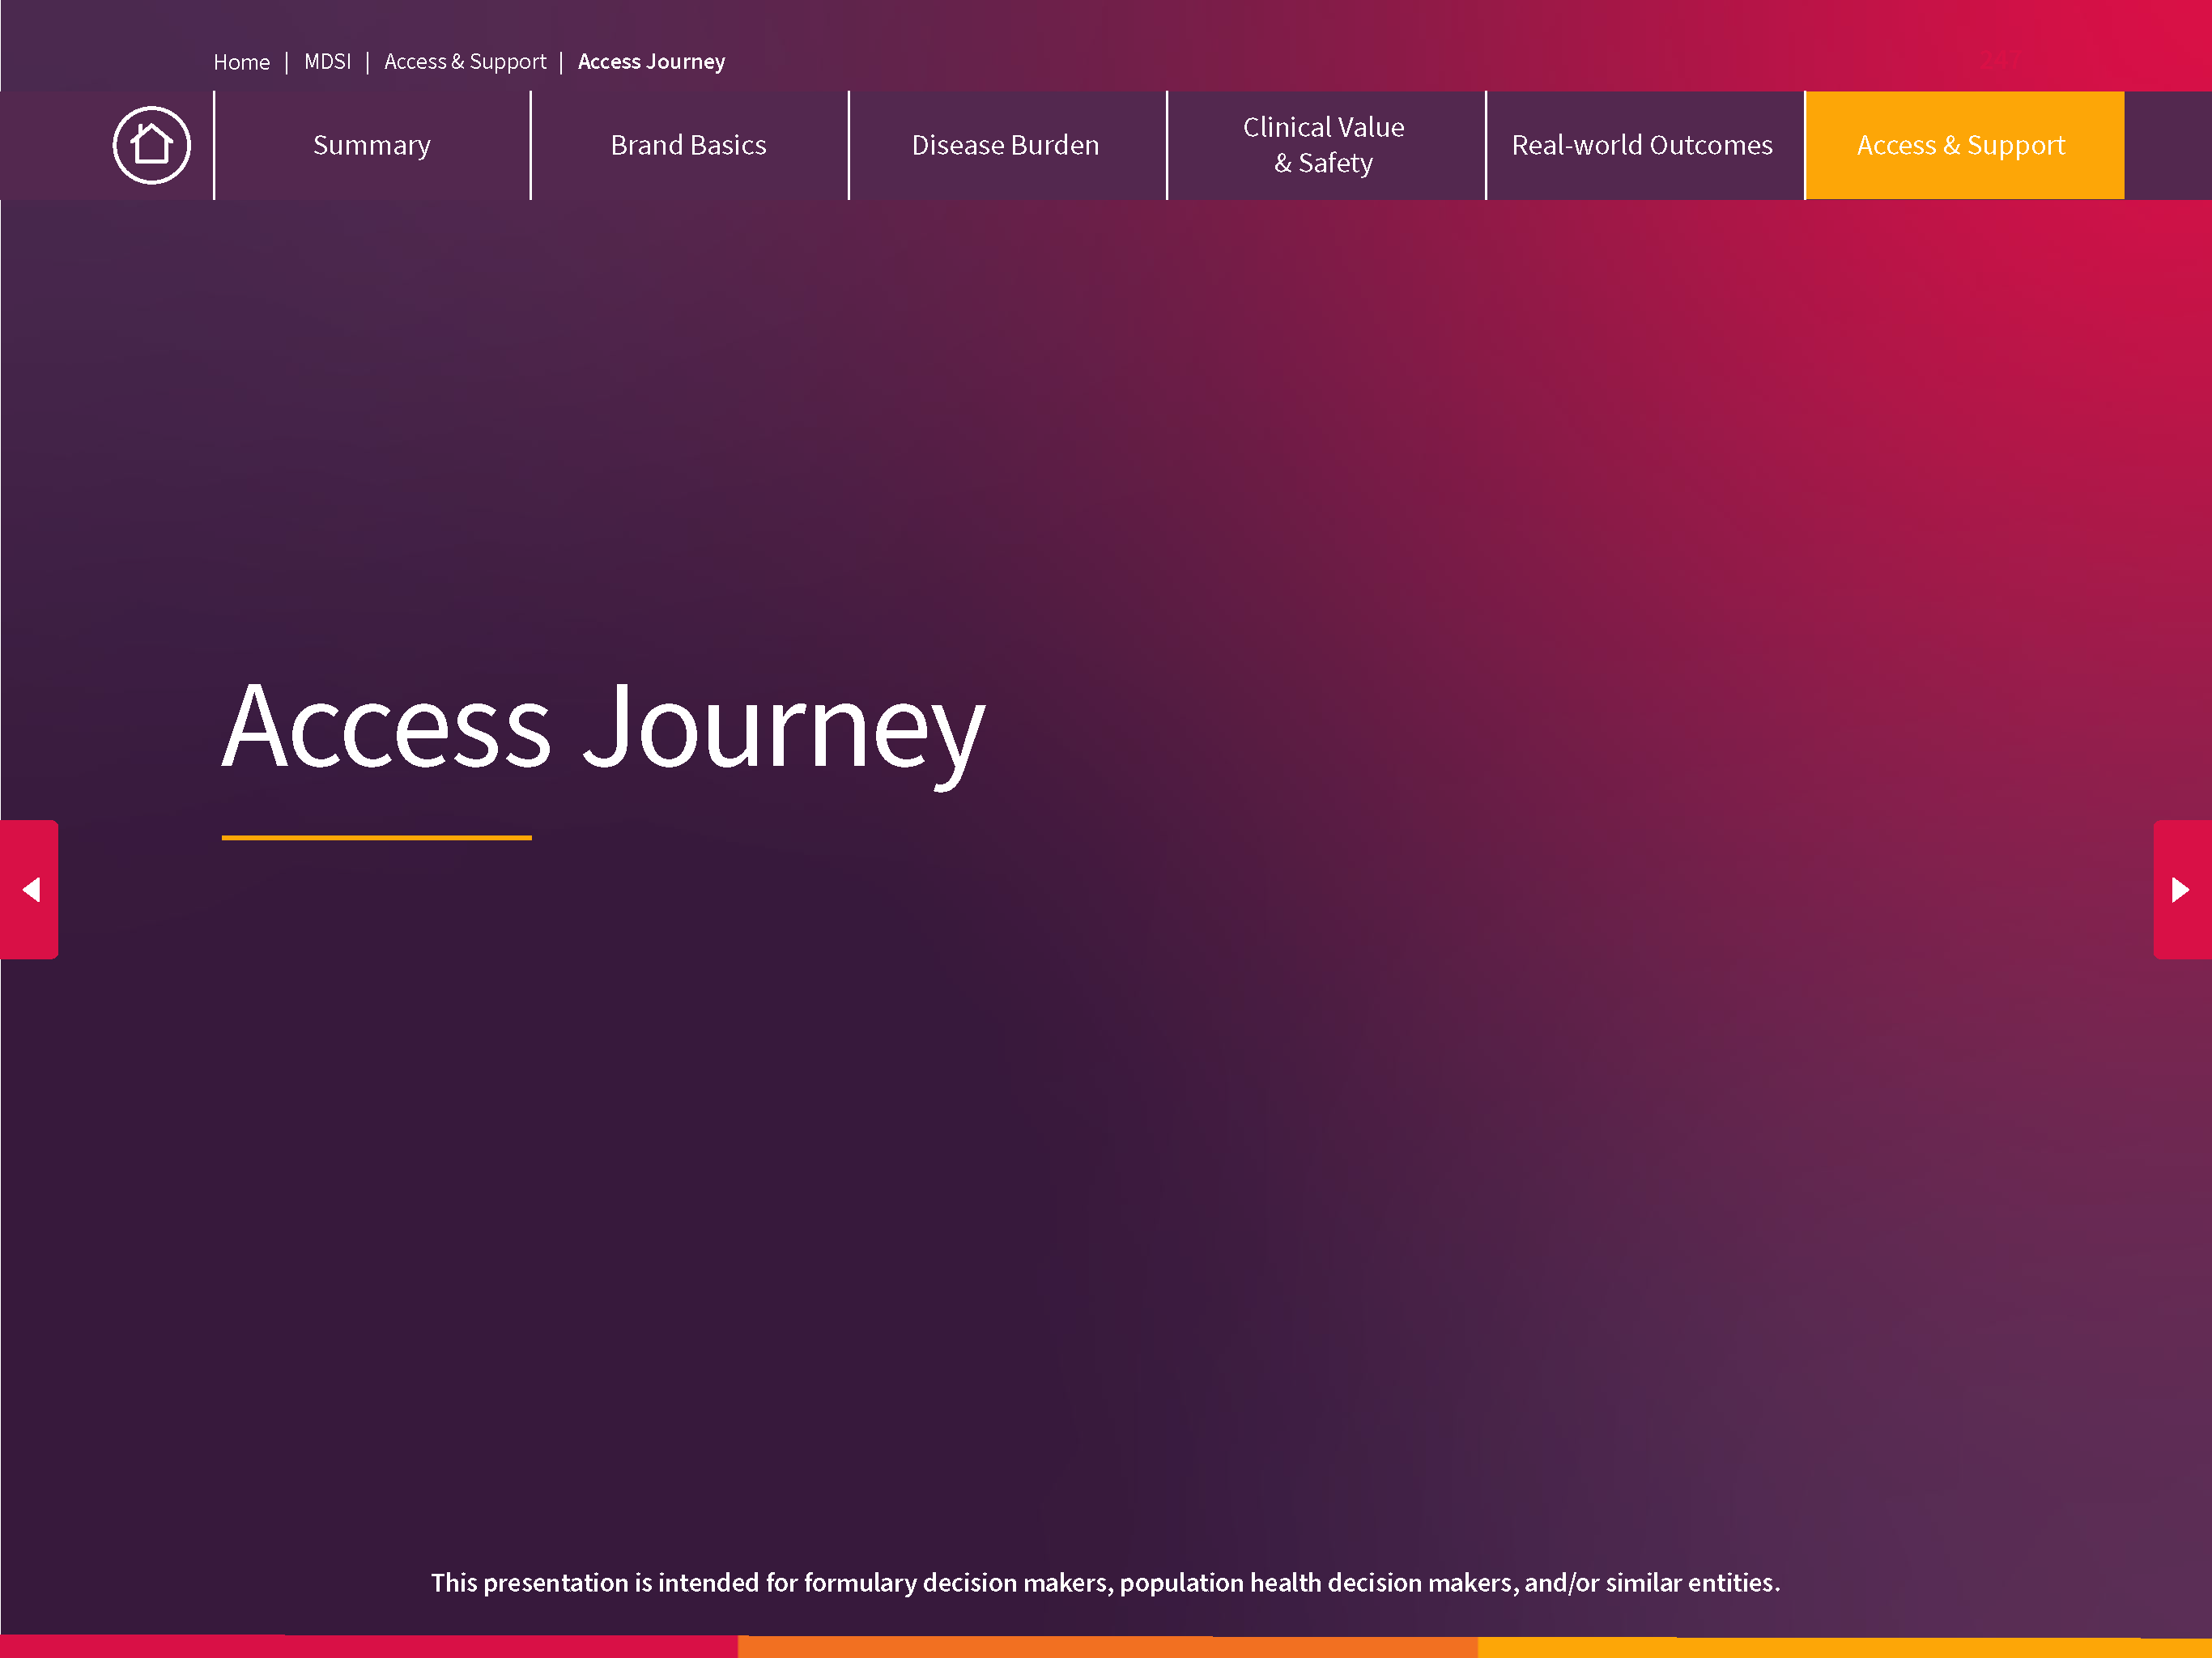 Home | MDSI | Access & Support | Access Journey
Summary
Brand Basics
Disease Burden
Clinical Value
& Safety
Real-world Outcomes
Access & Support
Access Journey
This presentation is intended for formulary decision makers, population health decision makers, and/or similar entities.